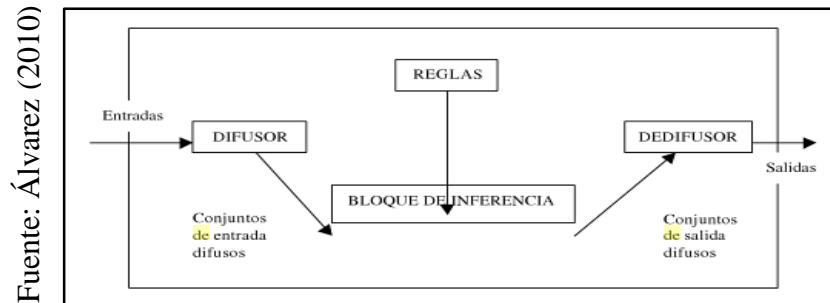 Fuente: Álvarez (2010)
REGLAS
Entradas
DIFUSOR
DEDIFUSOR
Salidas
BLOQUE DE INFERENCIA
Conjuntos
de entrada
difusos
Conjuntos
de salida
difusos